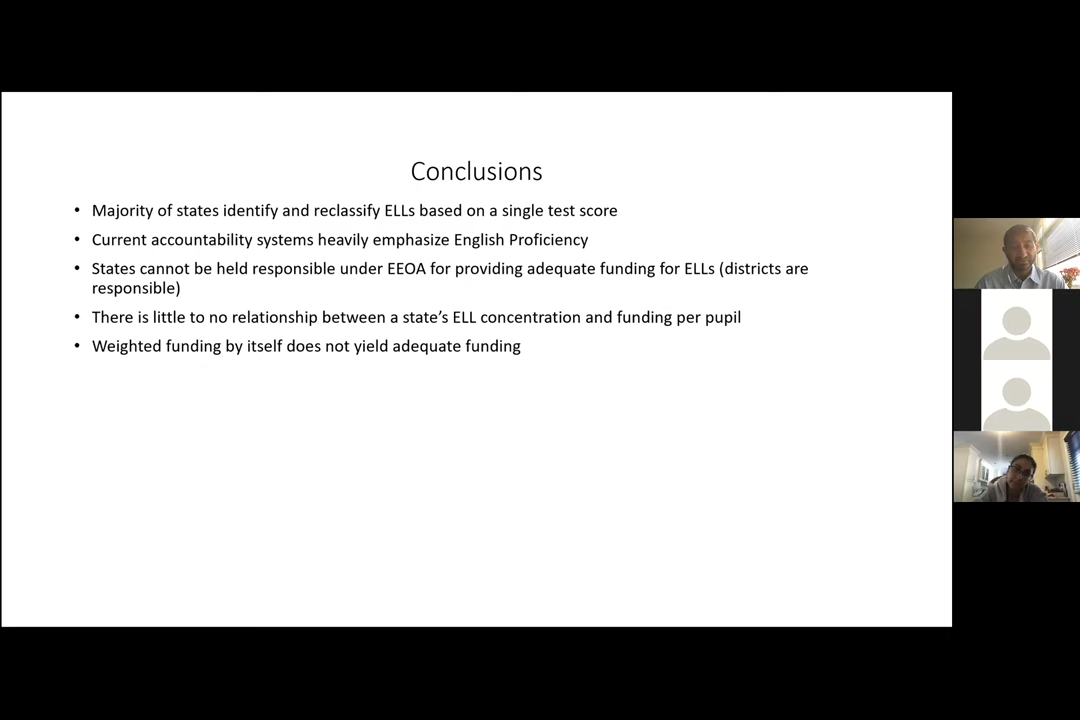 Conclusions
• Majority of states identify and reclassify ELLs based on a single test score
• Current accountability systems heavily emphasize English Proficiency
• States cannot be held responsible under EEOA for providing adequate funding for ELLs (districts are
responsible)
• There is little to no relationship between a state’s ELL concentration and funding per pupil
• Weighted funding by itself does not yield adequate funding